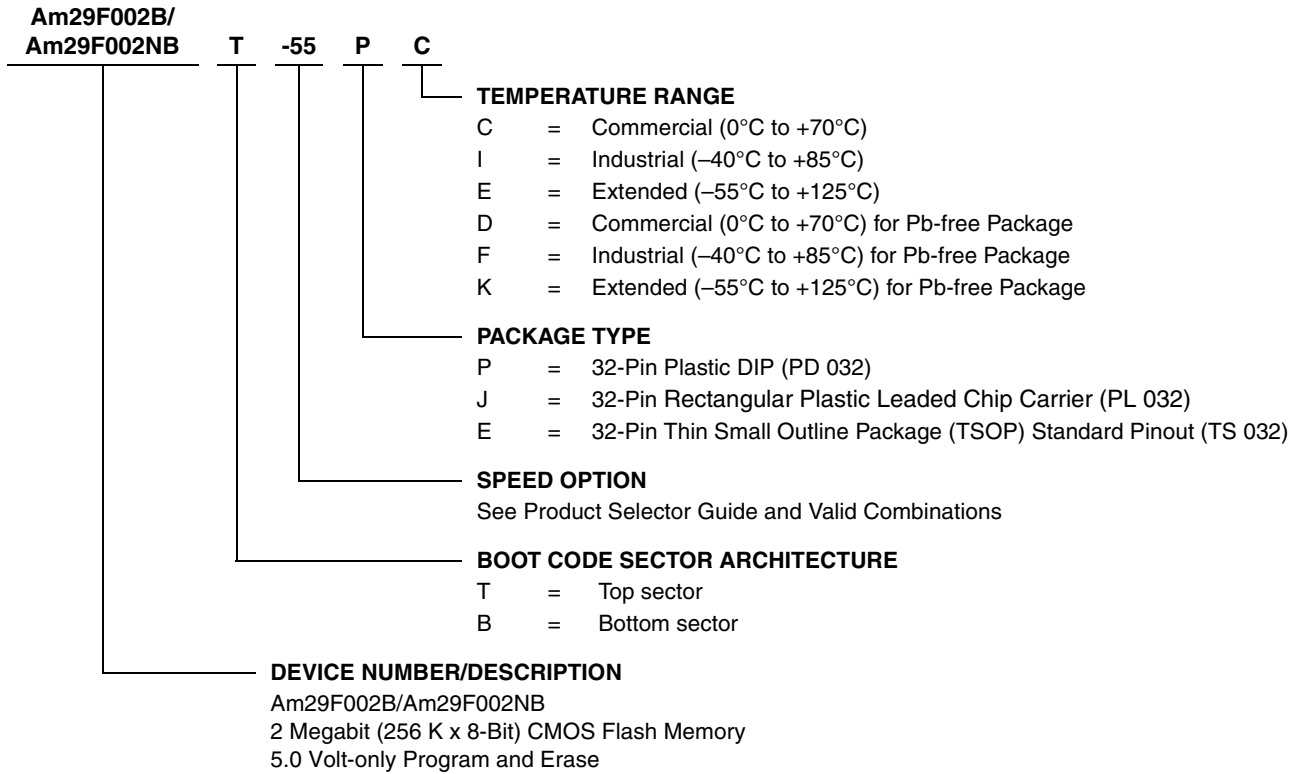 Am29F002B/
Am29F002NB T -55 P C
TEMPERATURE RANGE
C = Commercial (0°C to +70°C)
I = Industrial (–40°C to +85°C)
E = Extended (–55°C to +125°C)
D = Commercial (0°C to +70°C) for Pb-free Package
F = Industrial (–40°C to +85°C) for Pb-free Package
K = Extended (–55°C to +125°C) for Pb-free Package
PACKAGE TYPE
P = 32-Pin Plastic DIP (PD 032)
J = 32-Pin Rectangular Plastic Leaded Chip Carrier (PL 032)
E = 32-Pin Thin Small Outline Package (TSOP) Standard Pinout (TS 032)
SPEED OPTION
See Product Selector Guide and Valid Combinations
BOOT CODE SECTOR ARCHITECTURE
T = Top sector
B = Bottom sector
DEVICE NUMBER/DESCRIPTION
Am29F002B/Am29F002NB
2 Megabit (256 K x 8-Bit) CMOS Flash Memory
5.0 Volt-only Program and Erase